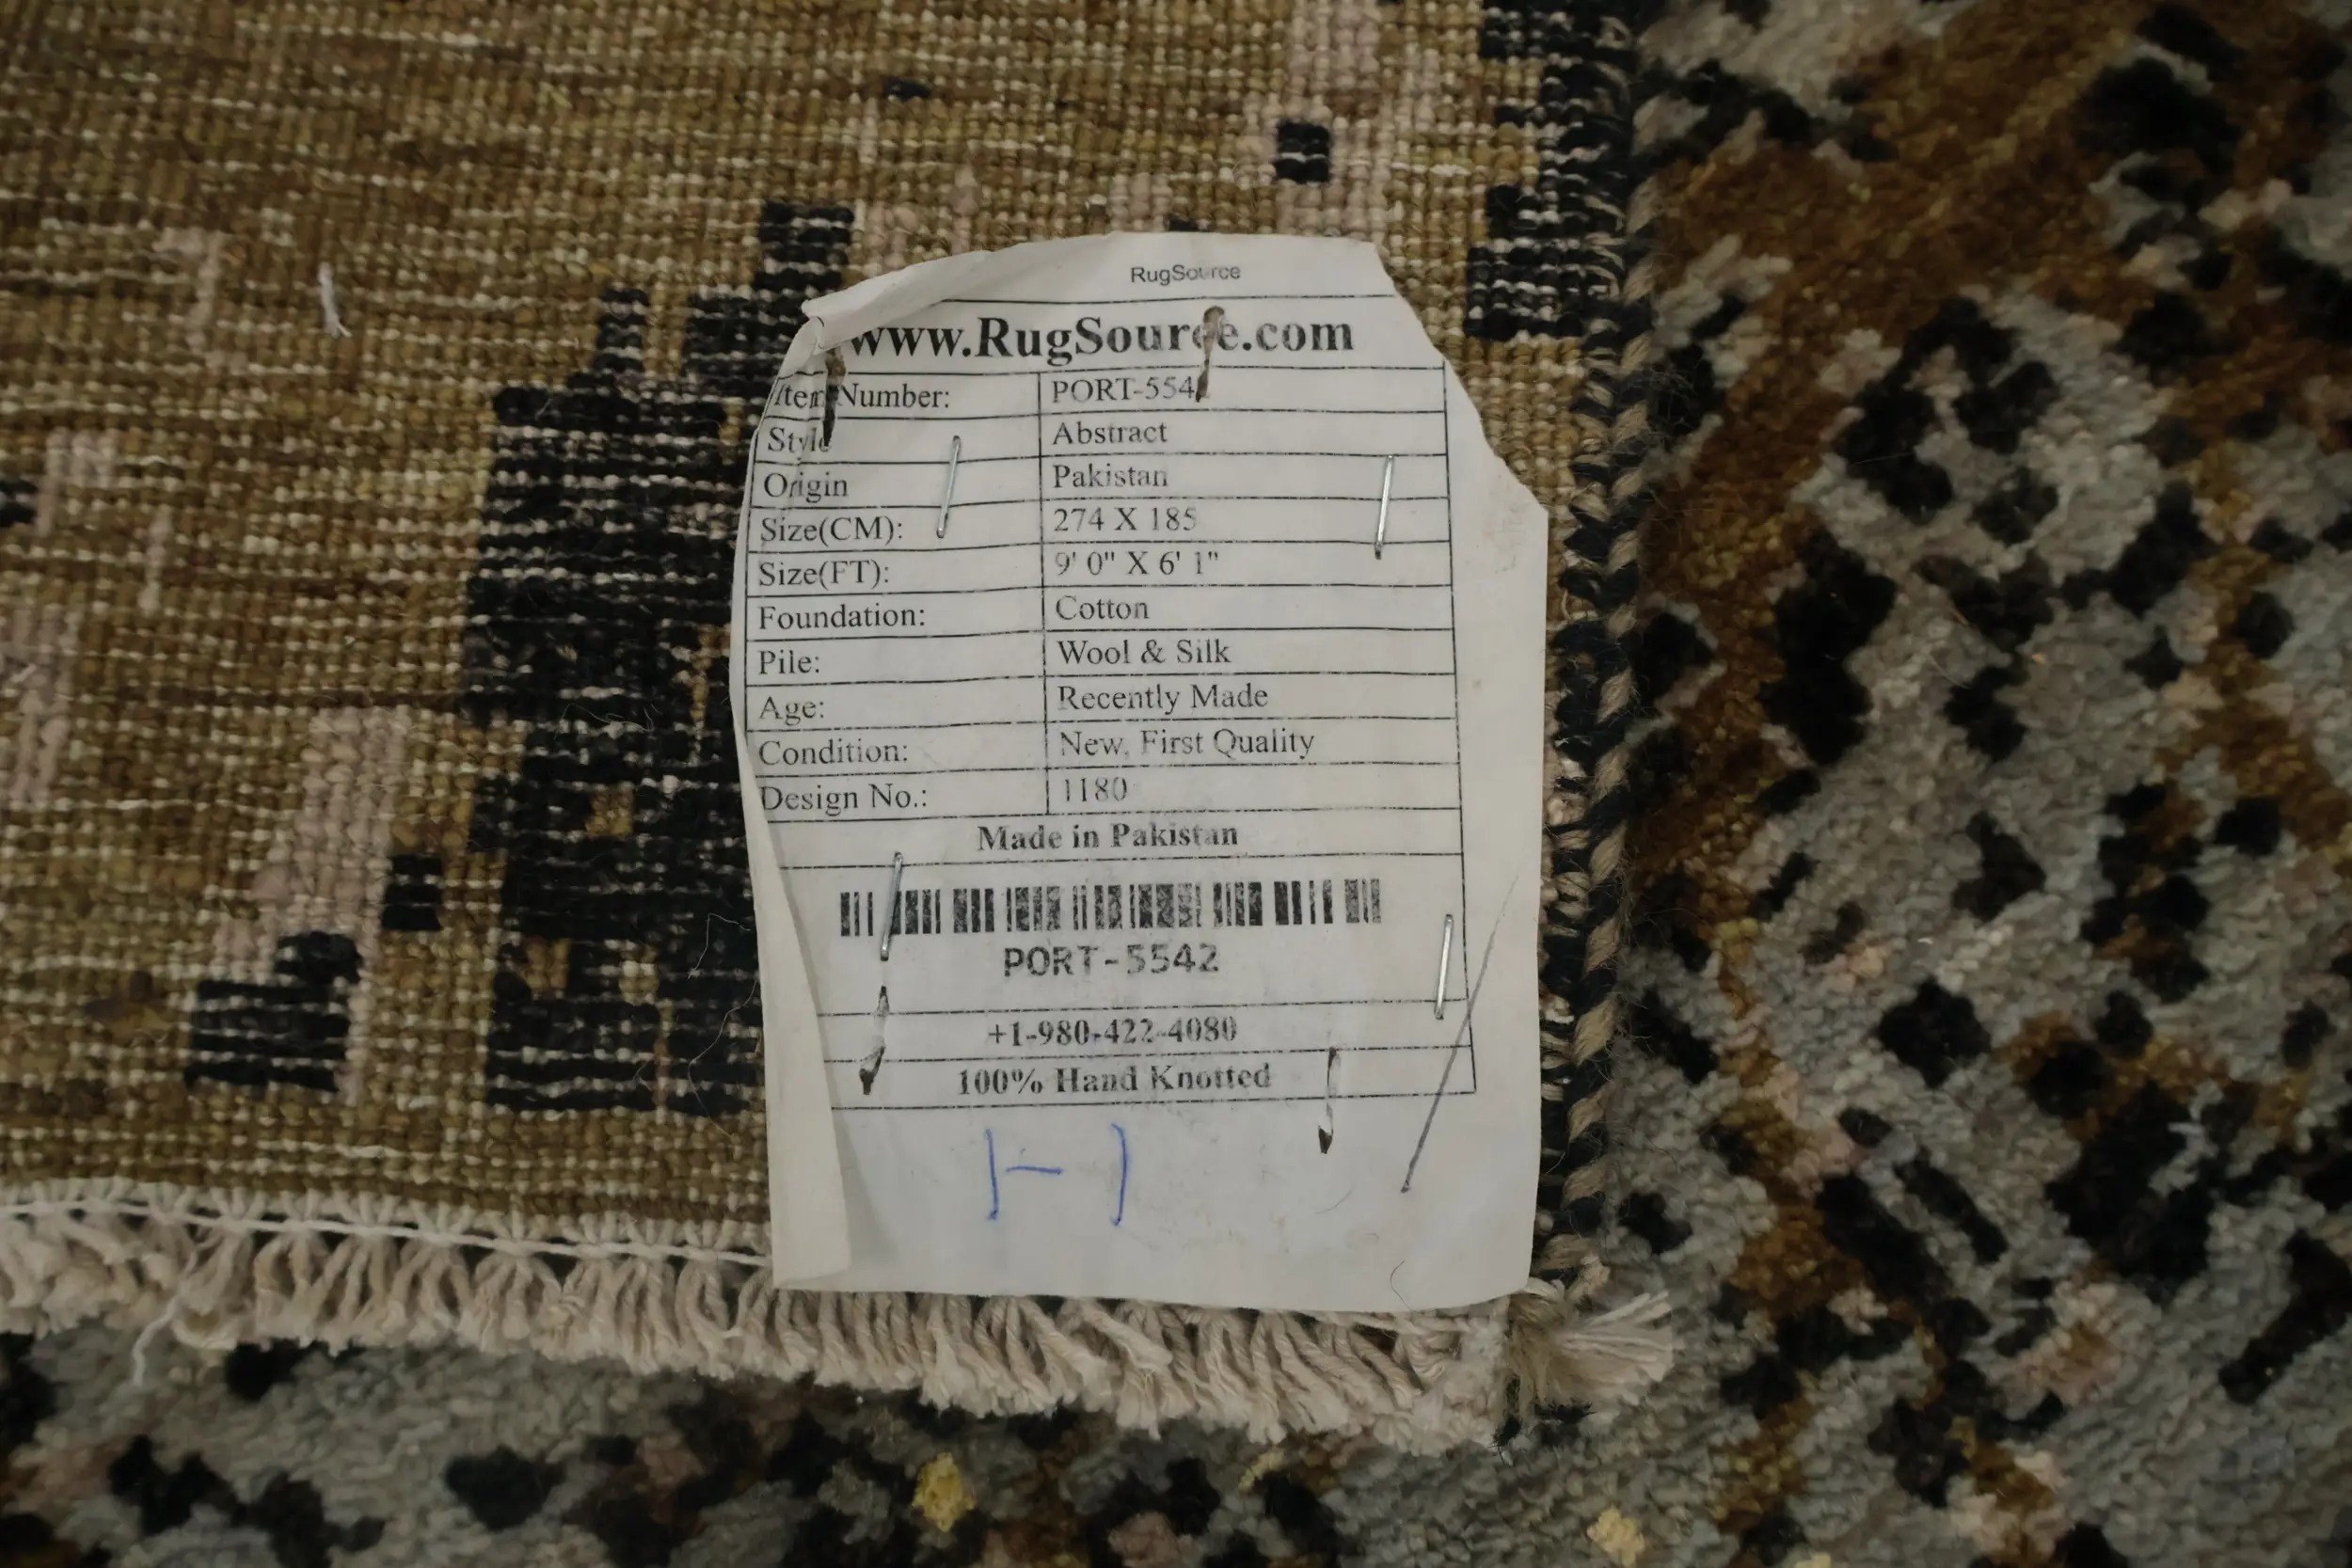 RugSource
www.RugSource.com
Item Number: PORT-5542
Style Abstract
Origin Pakistan
Size(CM): 274 X 185
Size(FT): 9' 0" X 6' 1"
Foundation: Cotton
Pile: Wool & Silk
Age: Recently Made
Condition: New, First Quality
Design No.: 1180
Made in Pakistan
PORT-5542
+1-980-422-4080
100% Hand Knotted